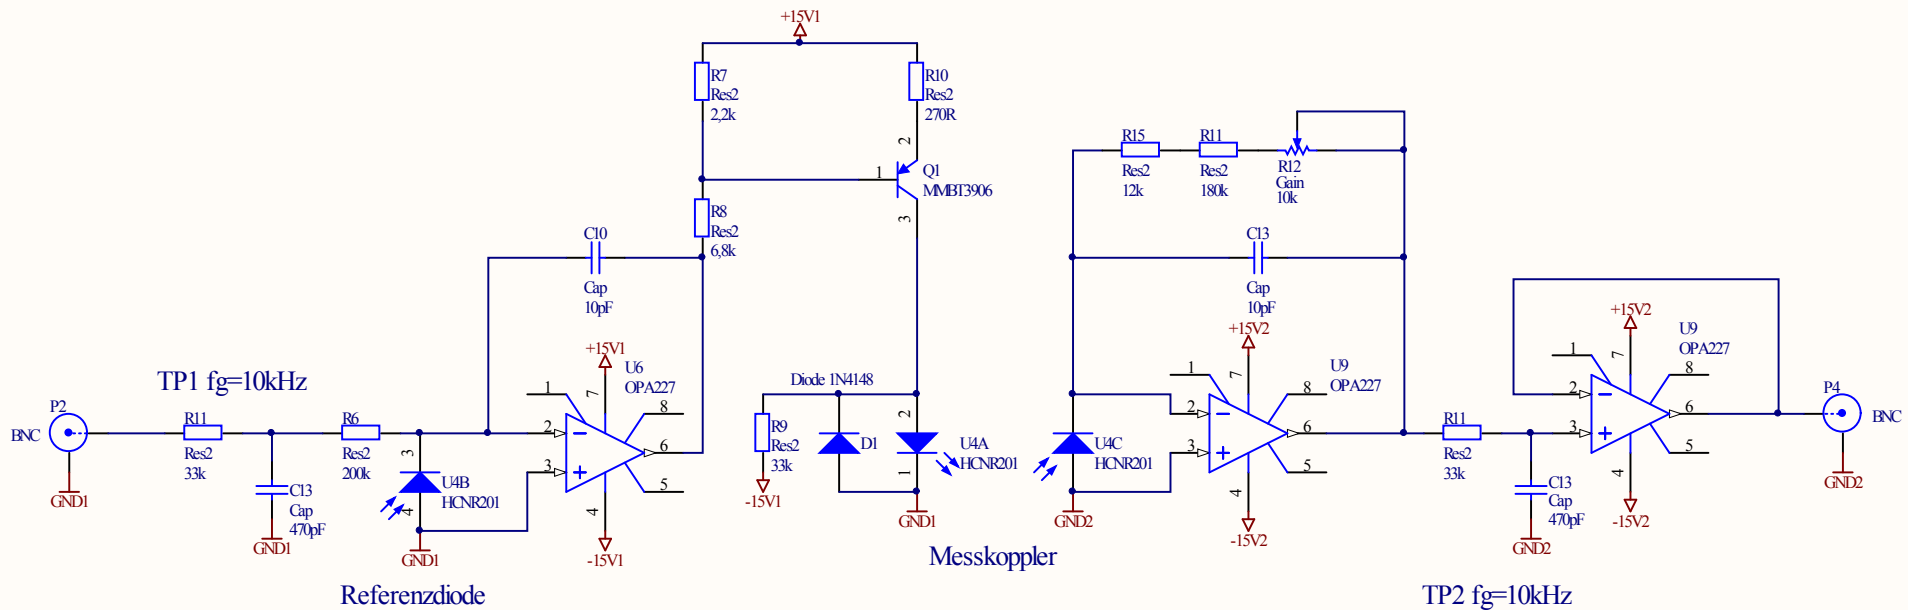 +15V1
R7
Res2
2,2k
R10
Res2
270R
2
1
Q1
MMBT3906
3
R8
Res2
6,8k
C10
Cap
10pF
TP1 fg=10kHz
P2
BNC
GND1
R11
Res2
33k
C13
Cap
470pF
GND1
R6
Res2
200k
3
U4B
HCNR201
4
GND1
+15V1
U6
OPA227
1
7
8
2
6
3
5
4
-15V1
Referenzdiode
Diode 1N4148
R9
Res2
33k
-15V1
D1
2
U4A
HCNR201
1
GND1
Messkoppler
R15
Res2
12k
R11
Res2
180k
R12
Gain
10k
C13
Cap
10pF
+15V2
U9
OPA227
1
7
8
2
6
3
5
4
-15V2
U4C
HCNR201
GND2
R11
Res2
33k
C13
Cap
470pF
GND2
+15V2
U9
OPA227
1
7
8
2
6
3
5
4
-15V2
P4
BNC
GND2
TP2 fg=10kHz